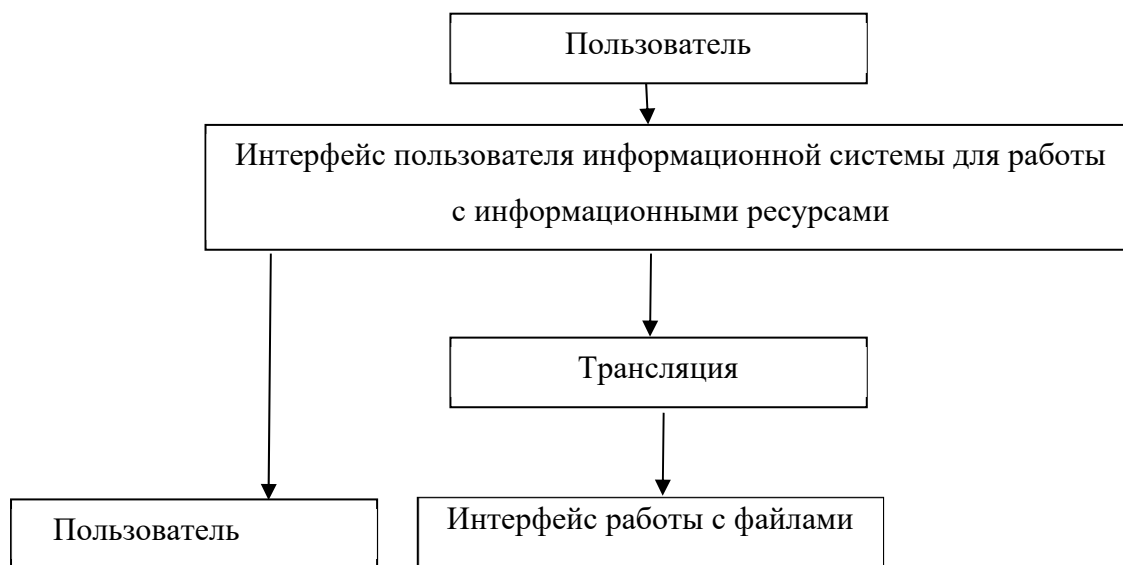 Пользователь
Интерфейс пользователя информационной системы для работы
с информационными ресурсами
Трансляция
Пользователь
Интерфейс работы с файлами